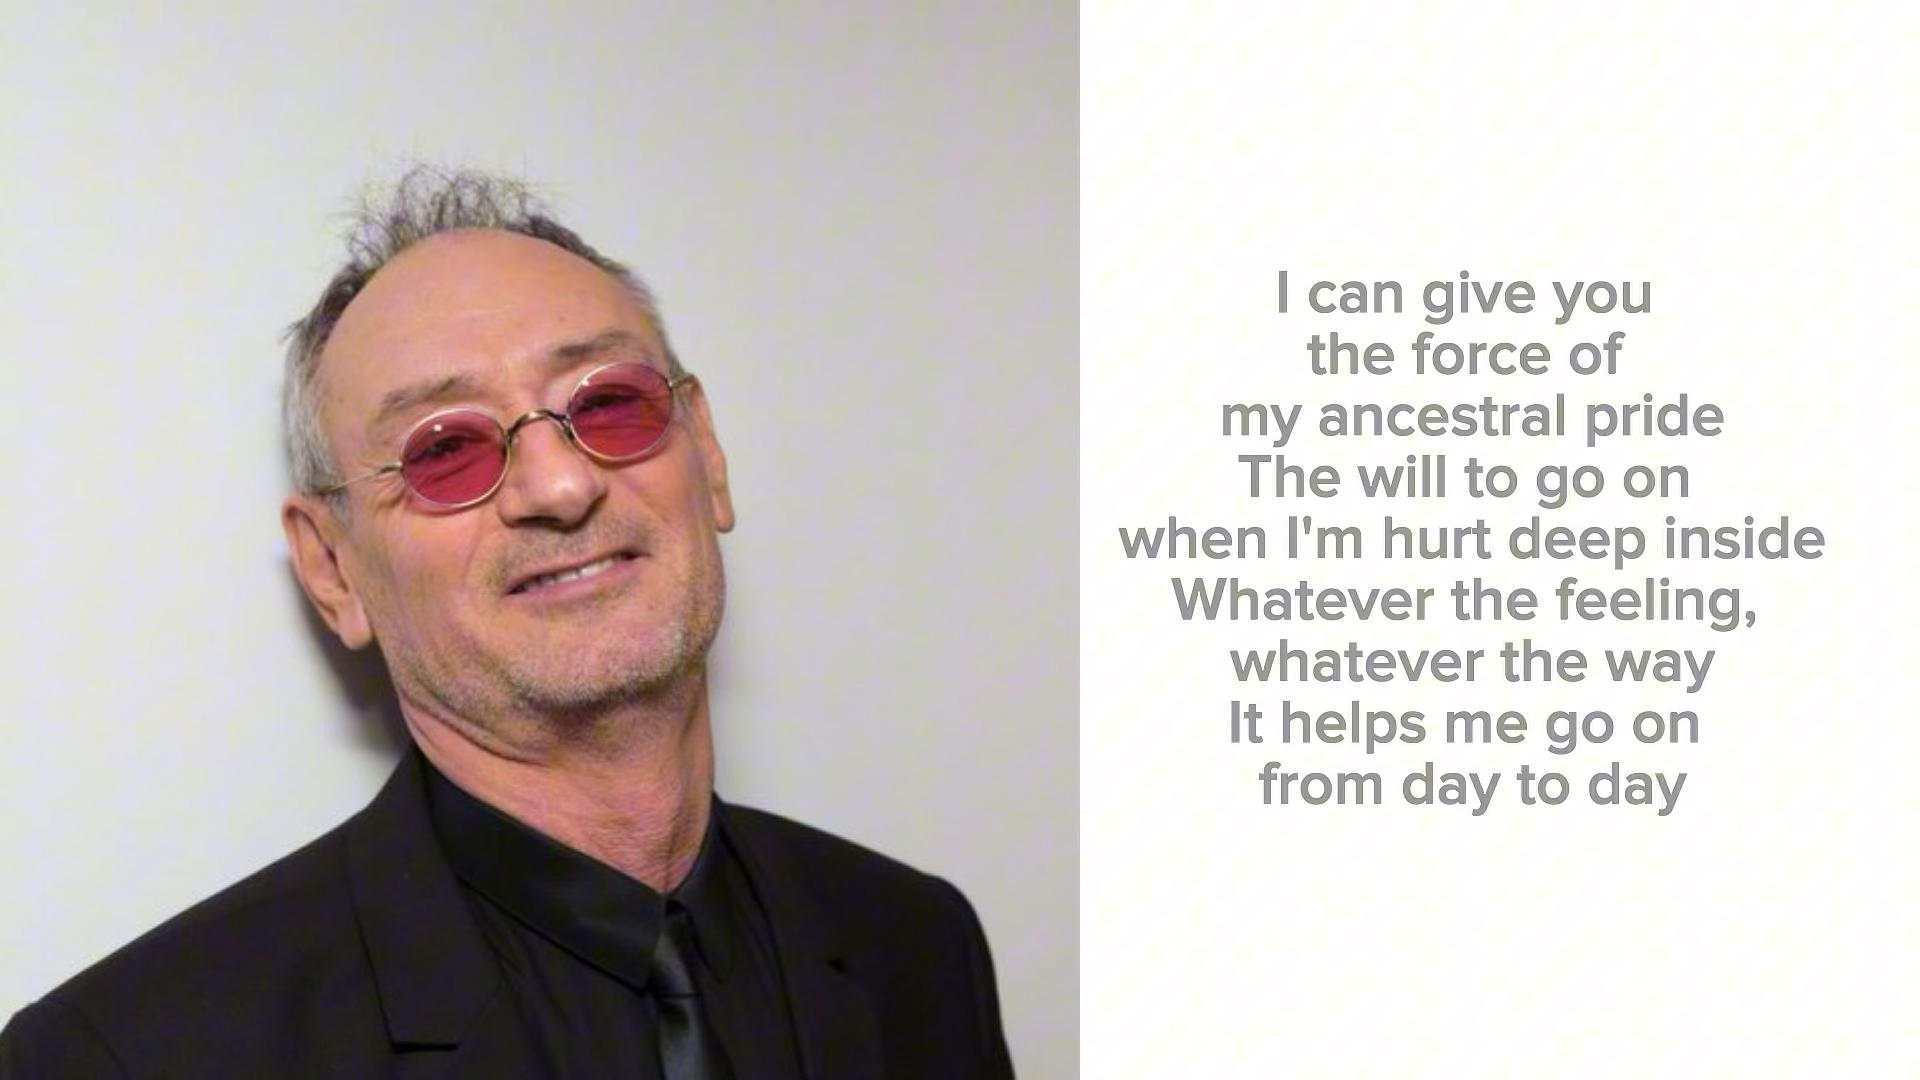 I can give you
the force of
my ancestral pride
The will to go on
when I'm hurt deep inside
Whatever the feeling,
whatever the way
It helps me go on
from day to day